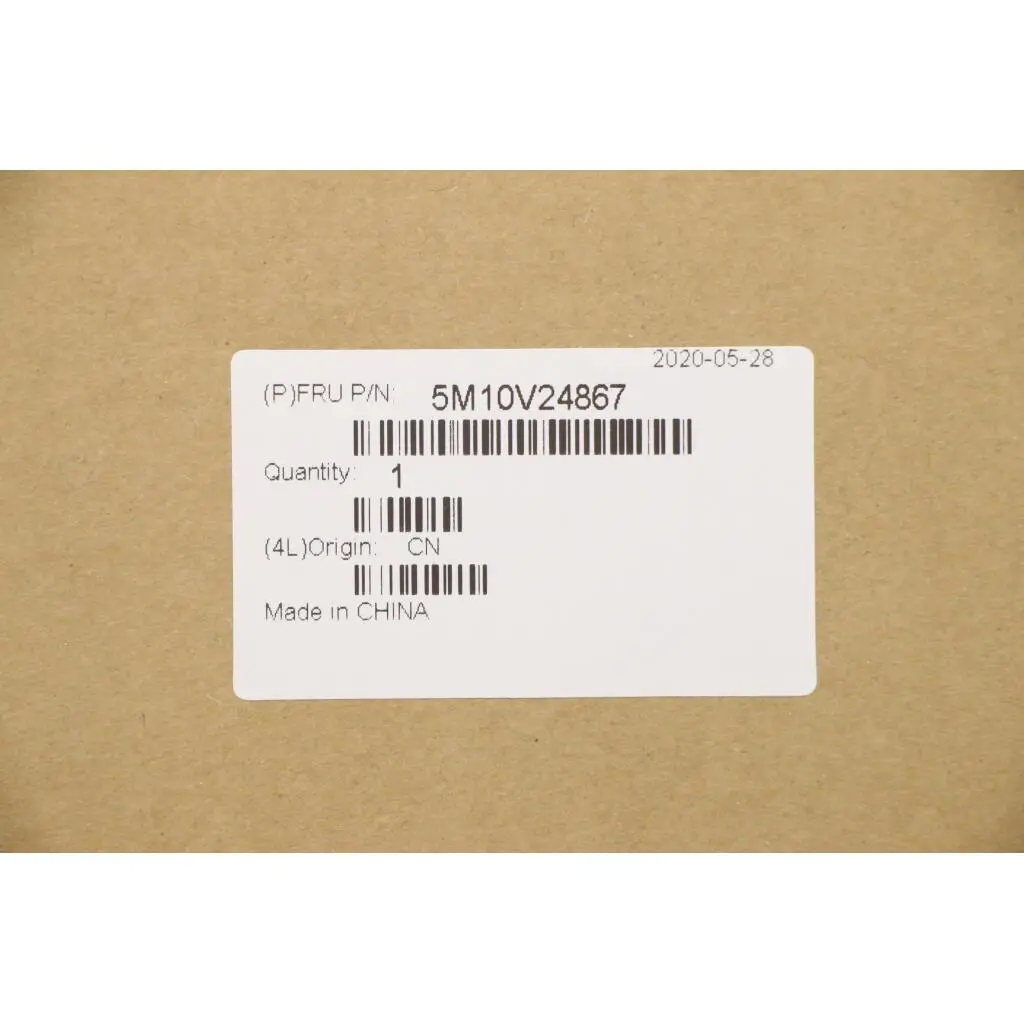 2020-05-28
(P)FRU P/N: 5M10V24867
Quantity: 1
(4L)Origin: CN
Made in CHINA